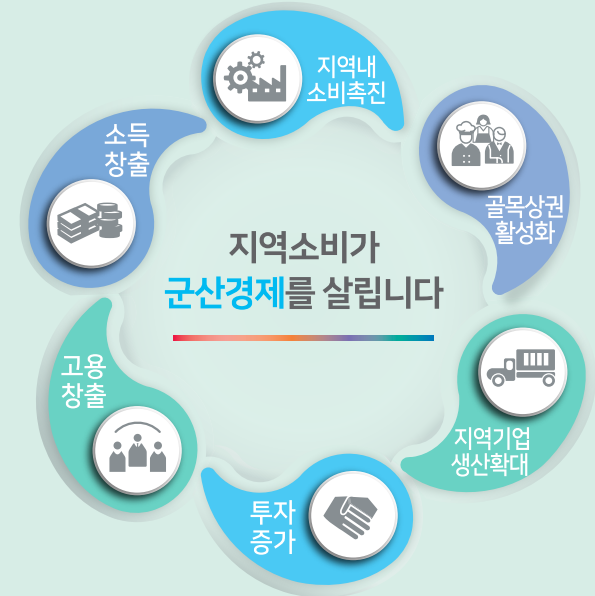 지역내
소비촉진
골목상권
활성화
지역기업
생산확대
투자
증가
고용
창출
소득
창출
지역소비가
군산경제를 살립니다